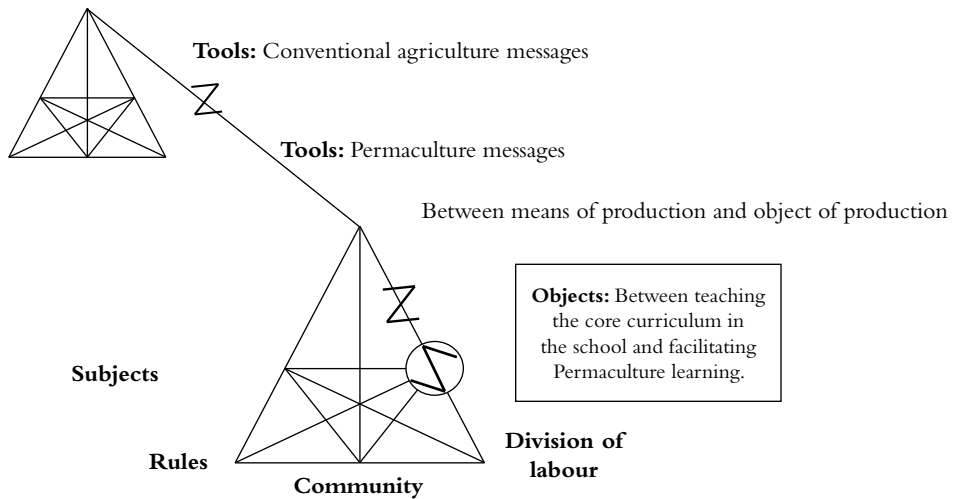 Tools: Conventional agriculture messages
Tools: Permaculture messages
Between means of production and object of production
Objects: Between teaching
the core curriculum in
the school and facilitating
Permaculture learning.
Subjects
Division of
labour
Rules
Community